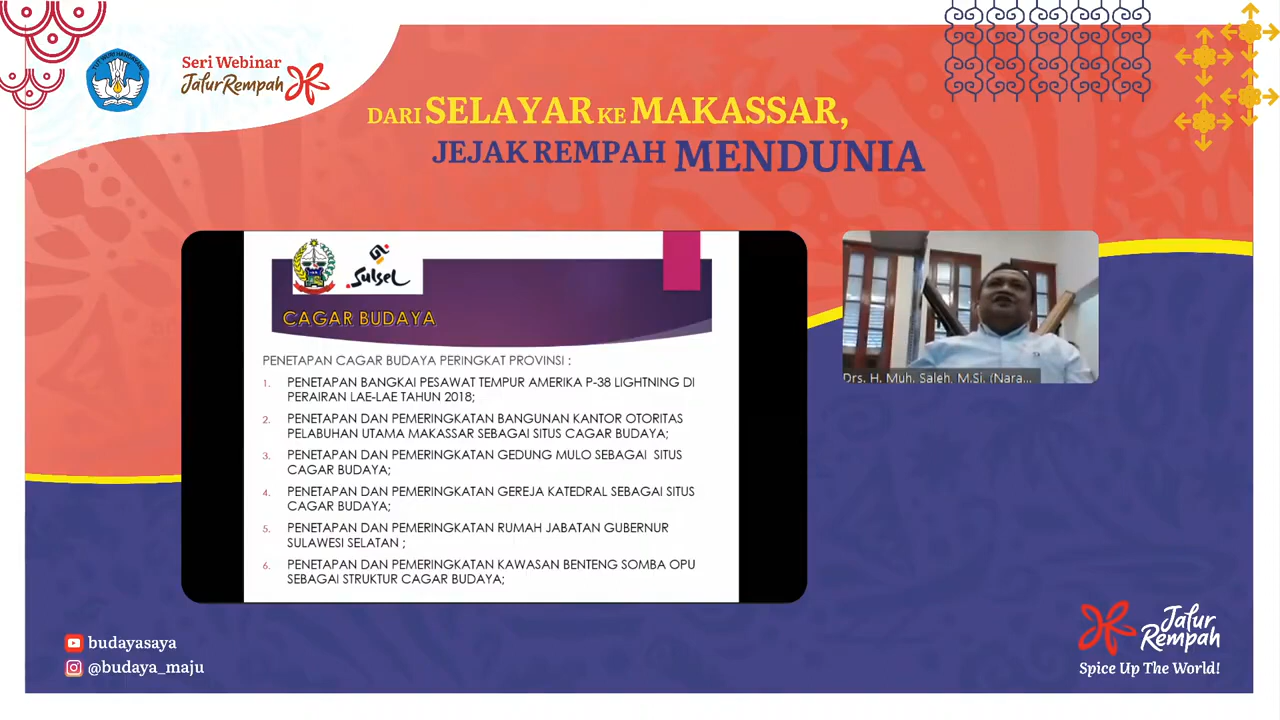 TUT WURI HANDAYANI
Seri Webinar
Jalur Rempah
DARI SELAYAR KE MAKASSAR,
JEJAK REMPAH MENDUNIA
Sulsel
CAGAR BUDAYA
PENETAPAN CAGAR BUDAYA PERINGKAT PROVINSI :
1. PENETAPAN BANGKAI PESAWAT TEMPUR AMERIKA P-38 LIGHTNING DI
PERAIRAN LAE-LAE TAHUN 2018;
2. PENETAPAN DAN PEMERINGKATAN BANGUNAN KANTOR OTORITAS
PELABUHAN UTAMA MAKASSAR SEBAGAI SITUS CAGAR BUDAYA;
3. PENETAPAN DAN PEMERINGKATAN GEDUNG MULO SEBAGAI SITUS
CAGAR BUDAYA;
4. PENETAPAN DAN PEMERINGKATAN GEREJA KATEDRAL SEBAGAI SITUS
CAGAR BUDAYA;
5. PENETAPAN DAN PEMERINGKATAN RUMAH JABATAN GUBERNUR
SULAWESI SELATAN ;
6. PENETAPAN DAN PEMERINGKATAN KAWASAN BENTENG SOMBA OPU
SEBAGAI STRUKTUR CAGAR BUDAYA;
Drs. H. Muh. Saleh, M.Si. (Nara...
budayasaya
@budaya_maju
Jalur
Rempah
Spice Up The World!